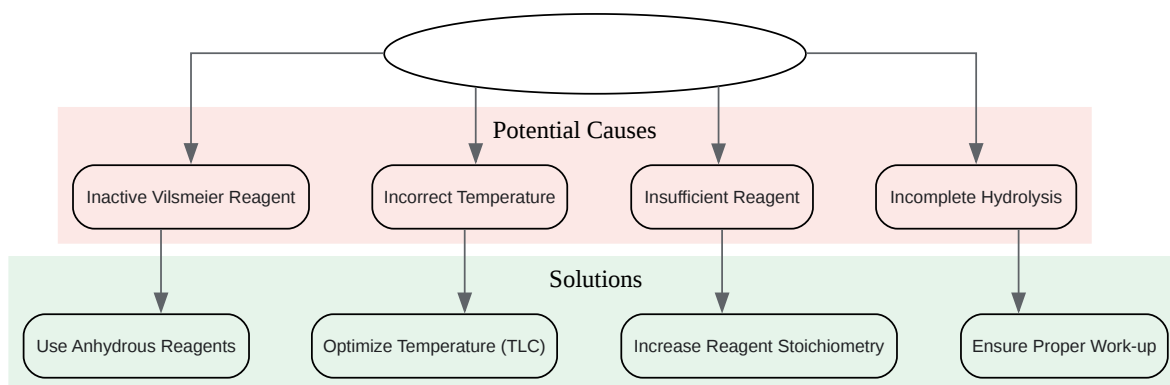 Potential Causes
Inactive Vilsmeier Reagent
Incorrect Temperature
Insufficient Reagent
Incomplete Hydrolysis
Solutions
Use Anhydrous Reagents
Optimize Temperature (TLC)
Increase Reagent Stoichiometry
Ensure Proper Work-up